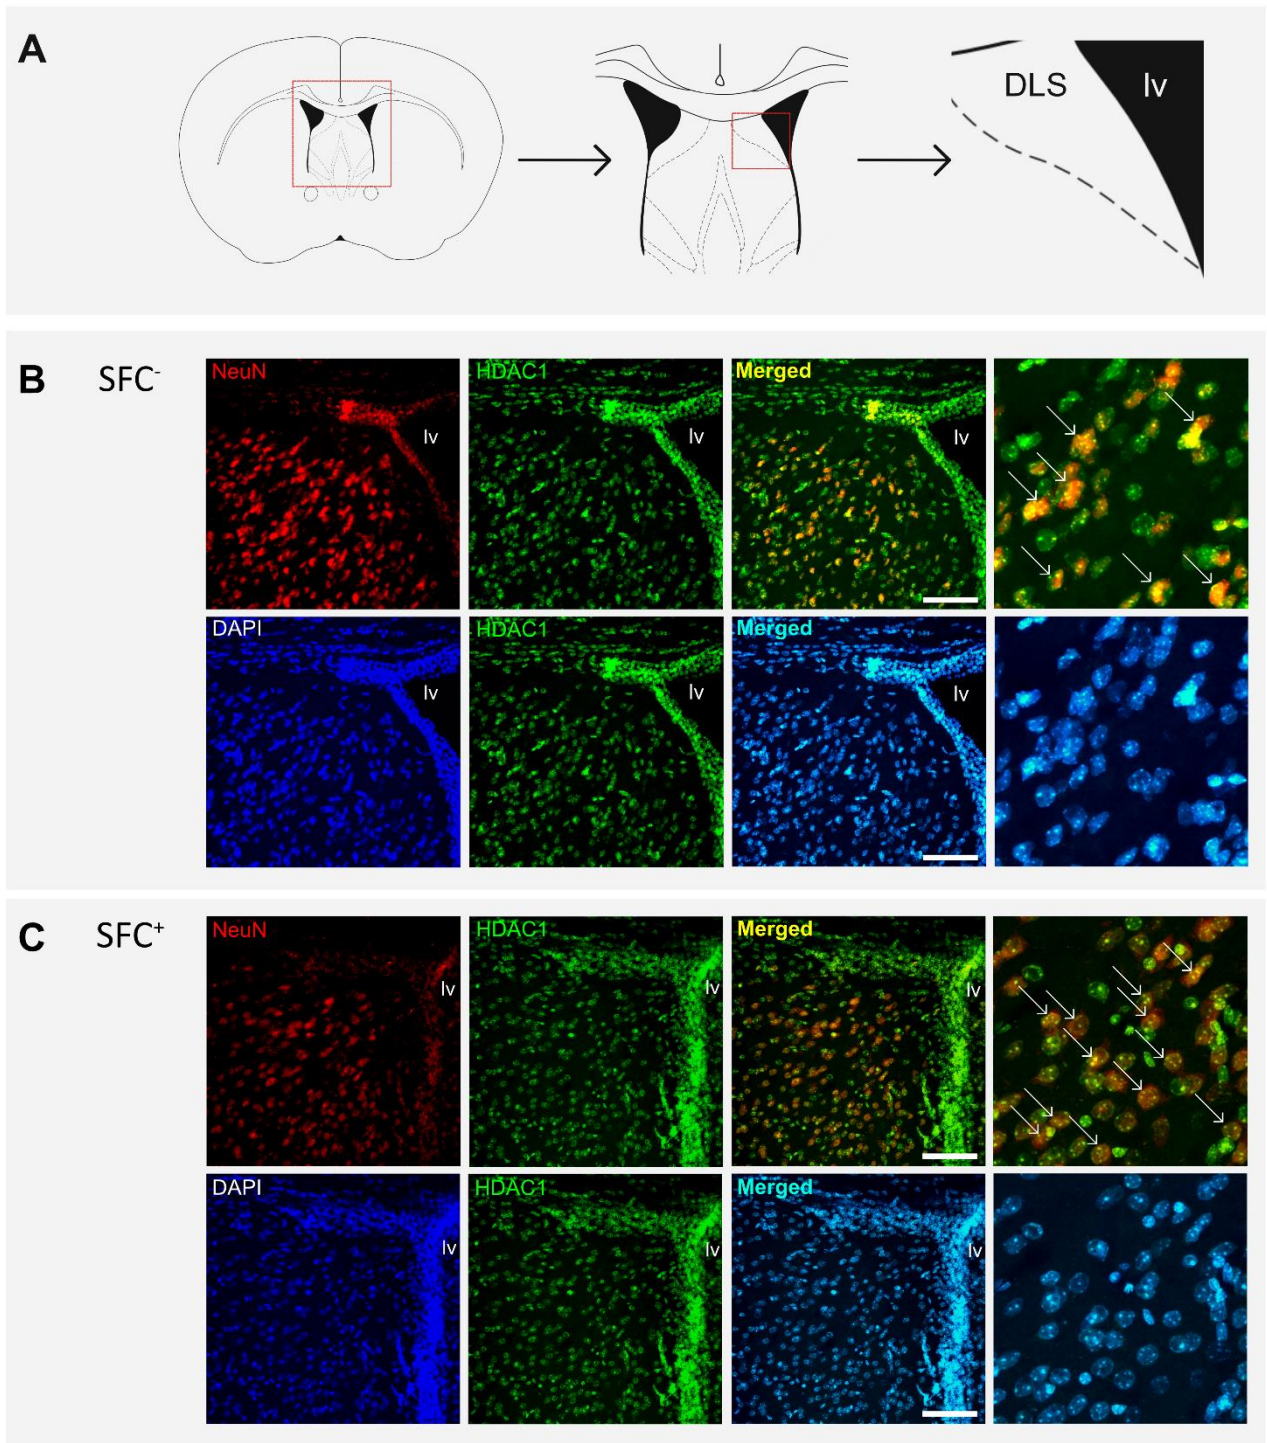 A
DLS
lv
B
SFC-
NeuN
HDAC1
Merged
lv
lv
lv
DAPI
HDAC1
Merged
lv
lv
lv
C
SFC+
NeuN
HDAC1
Merged
lv
lv
lv
DAPI
HDAC1
Merged
lv
lv
lv